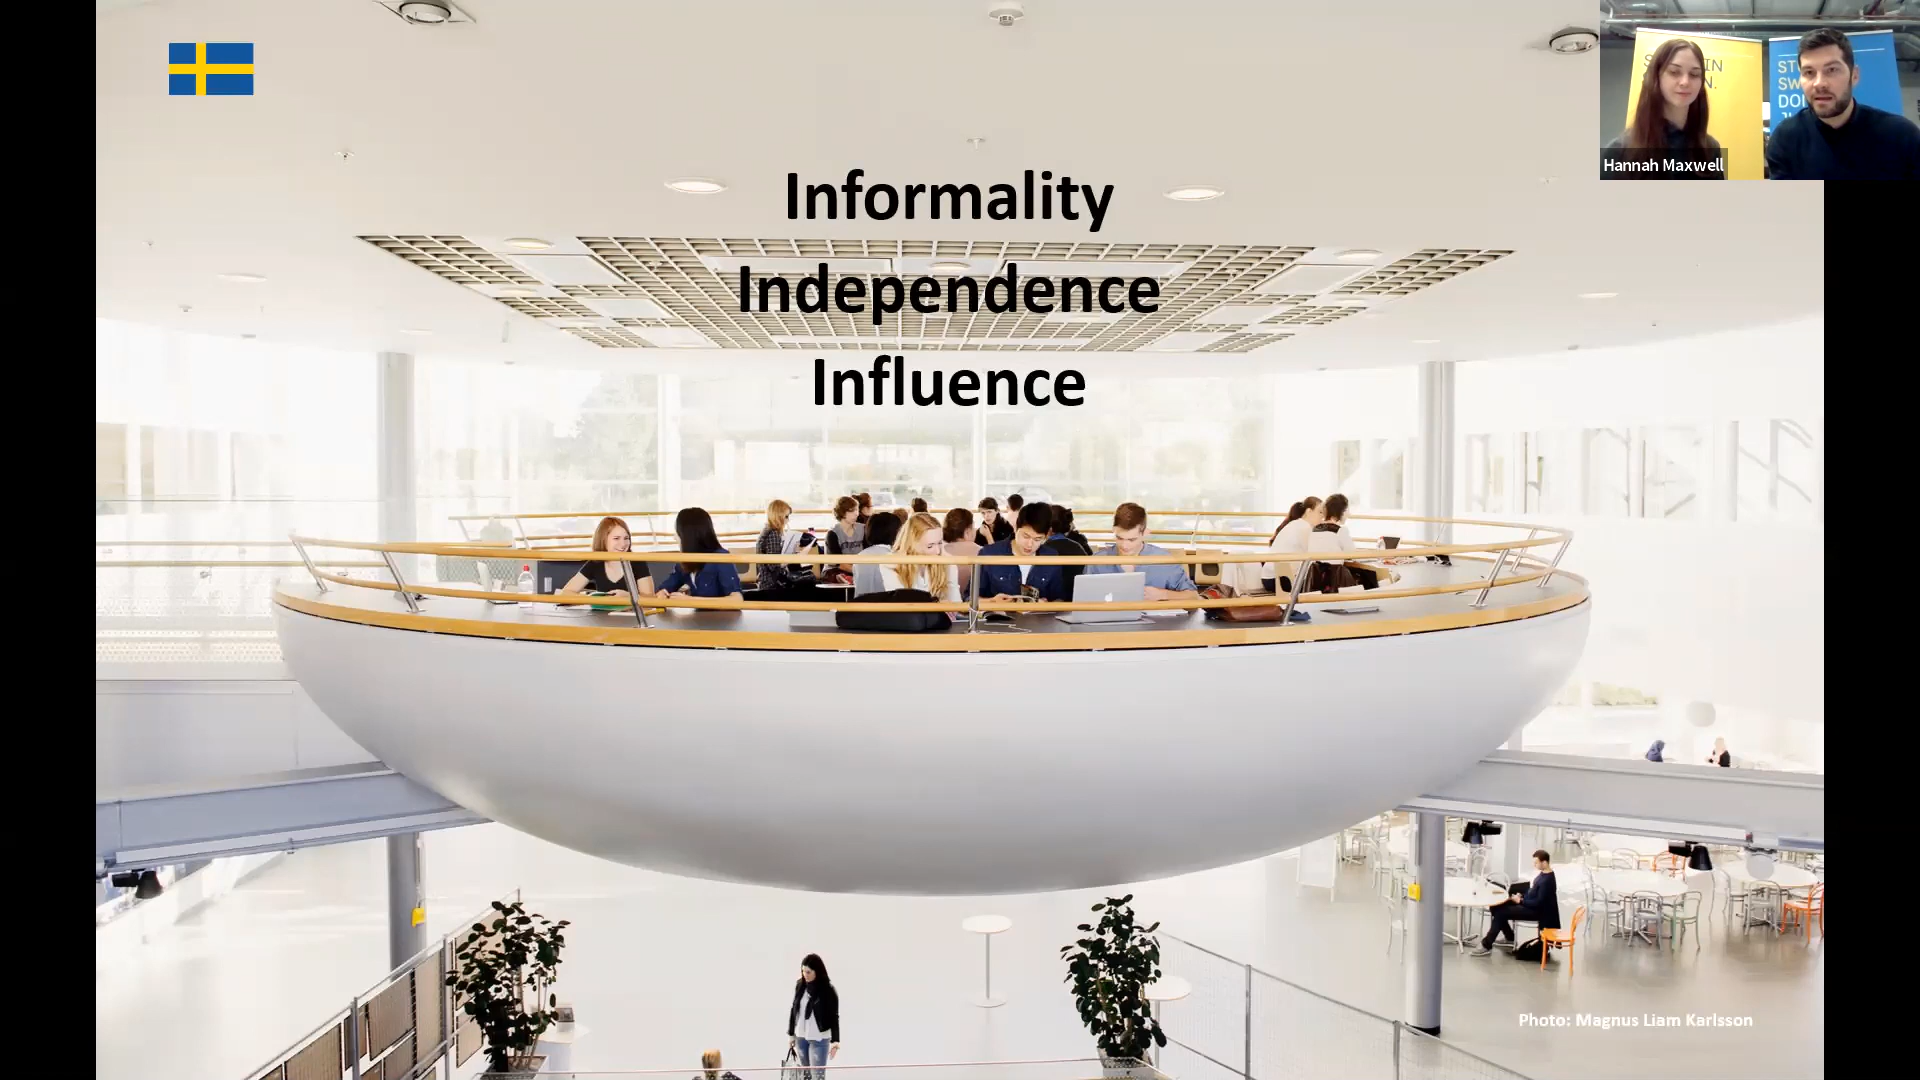 Informality
Independence
Influence
Hannah Maxwell
Photo: Magnus Liam Karlsson